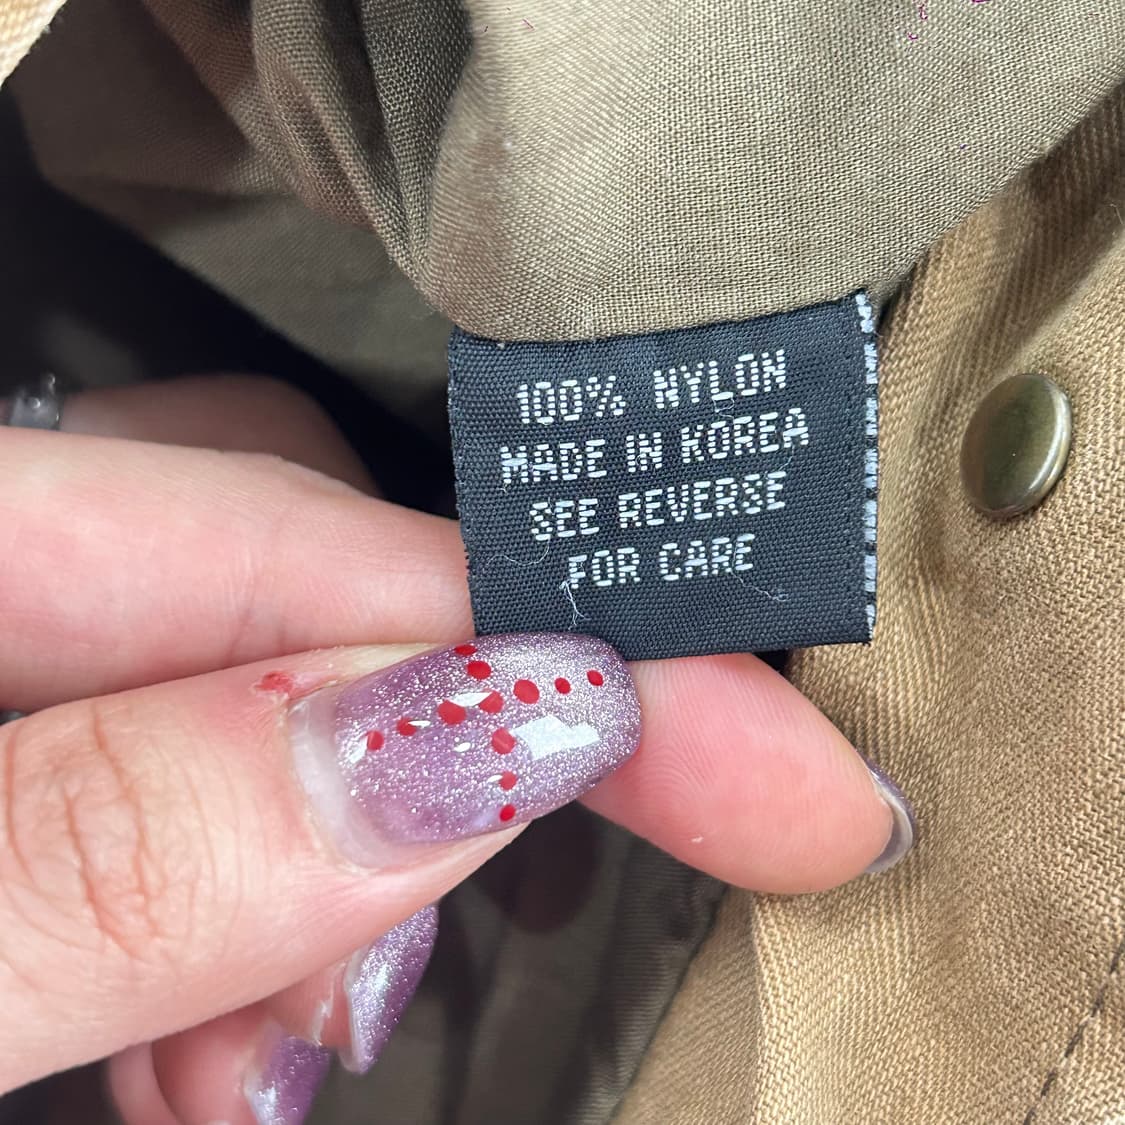 100% NYLON
MADE IN KOREA
SEE REVERSE
FOR CARE